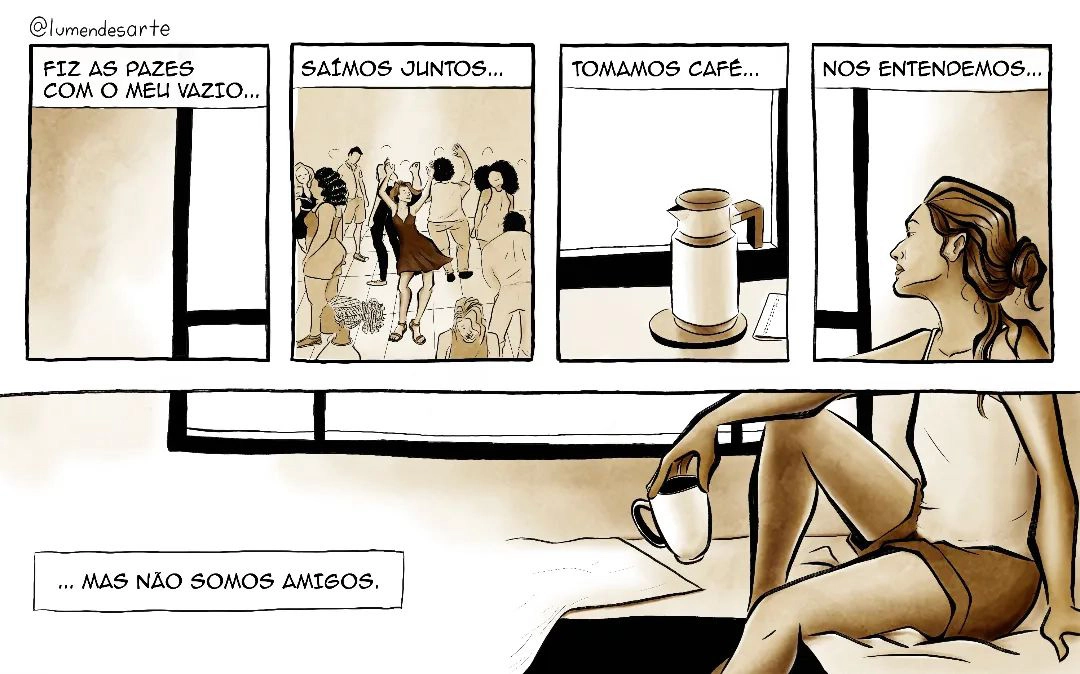 @lumendesarte
FIZ AS PAZES
COM O MEU VAZIO...
SAÍMOS JUNTOS...
TOMAMOS CAFÉ...
NOS ENTENDEMOS...
... MAS NÃO SOMOS AMIGOS.